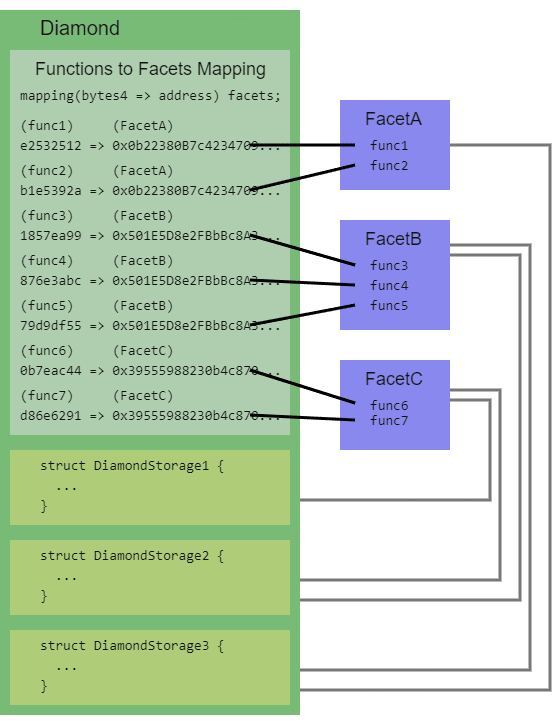 Diamond
Functions to Facets Mapping
mapping(bytes4 => address) facets;
(func1) (FacetA)
e2532512 => 0x0b22380B7c4234709...
(func2) (FacetA)
b1e5392a => 0x0b22380B7c4234709...
(func3) (FacetB)
1857ea99 => 0x501E5D8e2FBbBc8A3...
(func4) (FacetB)
876e3abc => 0x501E5D8e2FBbBc8A3...
(func5) (FacetB)
79d9df55 => 0x501E5D8e2FBbBc8A3...
(func6) (FacetC)
0b7eac44 => 0x39555988230b4c870...
(func7) (FacetC)
d86e6291 => 0x39555988230b4c870...
FacetA
func1
func2
FacetB
func3
func4
func5
FacetC
func6
func7
struct DiamondStorage1 {
...
}
struct DiamondStorage2 {
...
}
struct DiamondStorage3 {
...
}